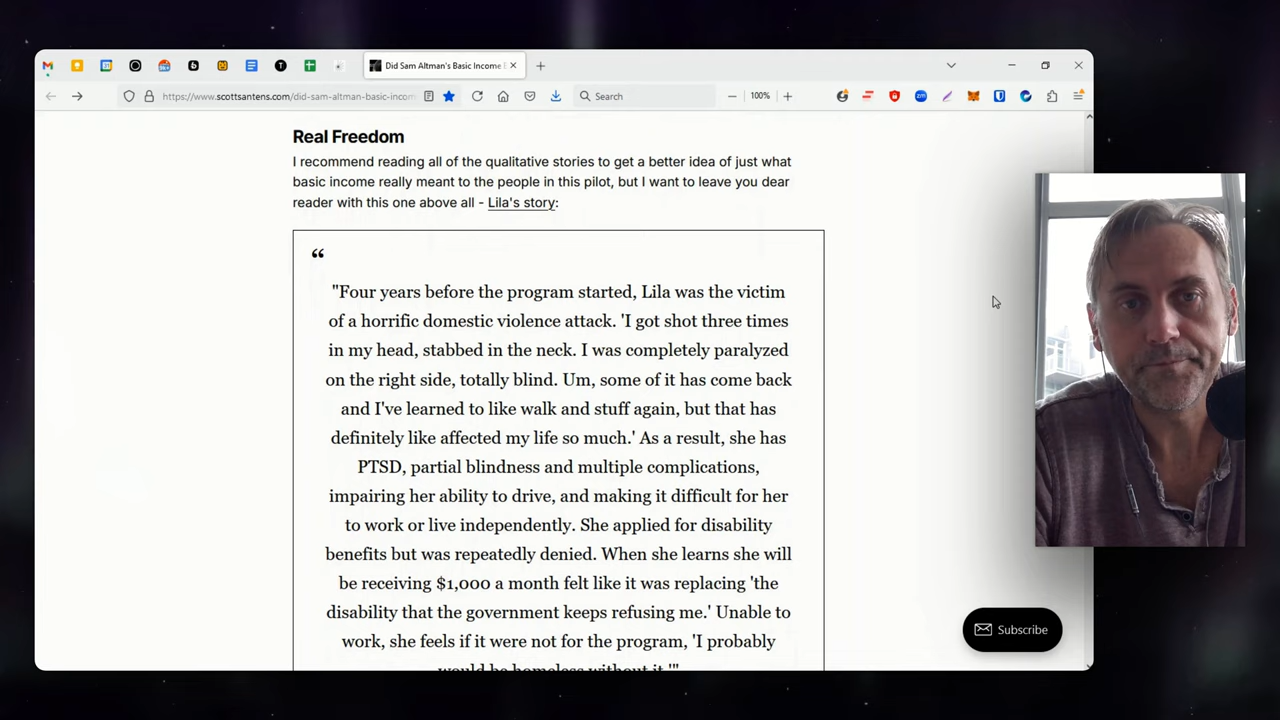 Did Sam Altman's Basic Income E
https://www.scottsantens.com/did-sam-altman-basic-incom
Search
100%
Real Freedom
I recommend reading all of the qualitative stories to get a better idea of just what
basic income really meant to the people in this pilot, but I want to leave you dear
reader with this one above all - Lila's story:
“
"Four years before the program started, Lila was the victim
of a horrific domestic violence attack. 'I got shot three times
in my head, stabbed in the neck. I was completely paralyzed
on the right side, totally blind. Um, some of it has come back
and I've learned to like walk and stuff again, but that has
definitely like affected my life so much.' As a result, she has
PTSD, partial blindness and multiple complications,
impairing her ability to drive, and making it difficult for her
to work or live independently. She applied for disability
benefits but was repeatedly denied. When she learns she will
be receiving $1,000 a month felt like it was replacing 'the
disability that the government keeps refusing me.' Unable to
work, she feels if it were not for the program, 'I probably
would be homeless without it.'"
Subscribe